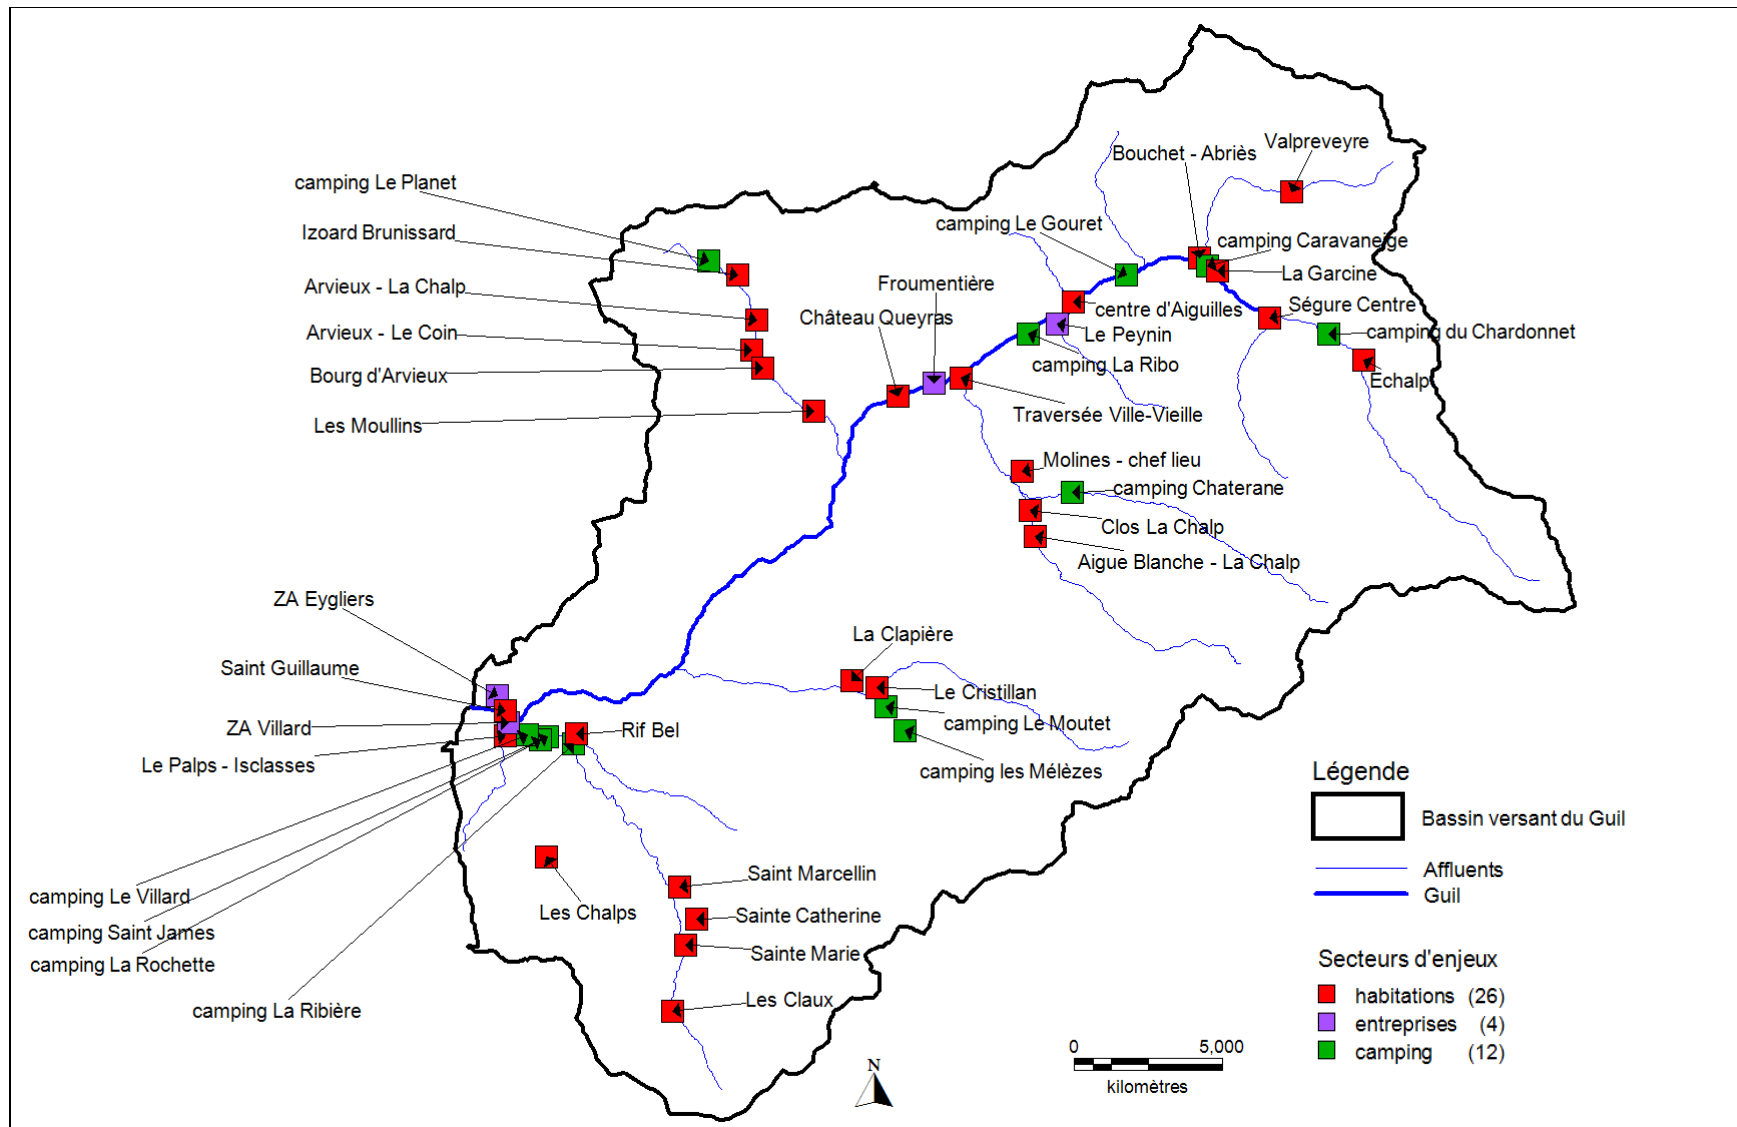 Valpreveyre
Bouchet - Abriès
camping Le Planet
camping Le Gouret
Izoard Brunissard
camping Caravaneige
La Garcine
Arvieux - La Chalp
Froumentière
Ségure Centre
centre d'Aiguilles
Château Queyras
Arvieux - Le Coin
Le Peynin
camping du Chardonnet
camping La Ribo
Bourg d'Arvieux
Echalp
Traversée Ville-Vieille
Les Moullins
Molines - chef lieu
camping Chaterane
Clos La Chalp
Aigue Blanche - La Chalp
ZA Eygliers
La Clapière
Saint Guillaume
Le Cristillan
camping Le Moutet
ZA Villard
Rif Bel
Le Palps - Isclasses
camping les Mélèzes
Légende
Bassin versant du Guil
Affluents
Guil
Saint Marcellin
camping Le Villard
Les Chalps
Sainte Catherine
camping Saint James
Sainte Marie
camping La Rochette
Les Claux
camping La Ribière
Secteurs d'enjeux
habitations (26)
entreprises (4)
camping (12)
N
0 5,000
kilomètres